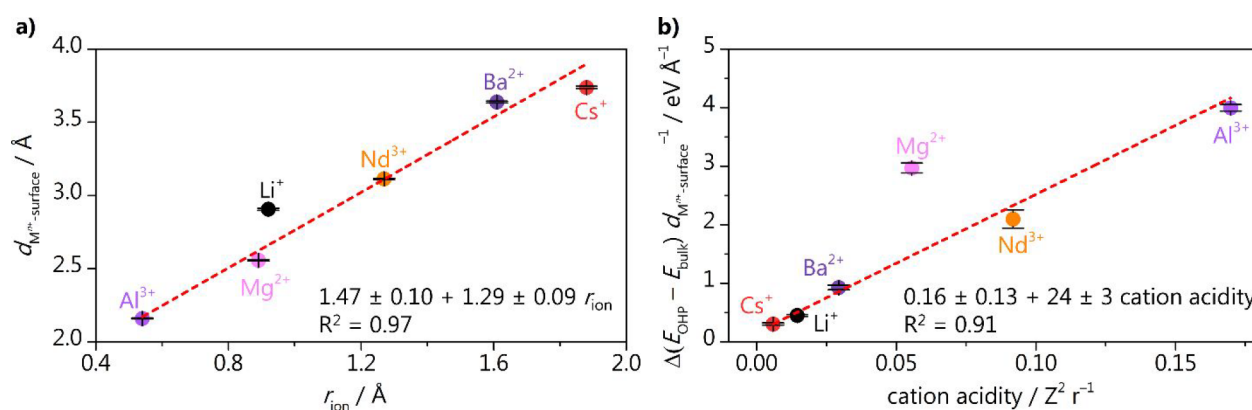 a)
4.0
3.5
3.0
2.5
2.0
d_Mⁿ⁺-surface / Å
Al³⁺
Mg²⁺
Li⁺
Nd³⁺
Ba²⁺
Cs⁺
1.47 ± 0.10 + 1.29 ± 0.09 r_ion
R² = 0.97
0.4 0.8 1.2 1.6 2.0
r_ion / Å
b)
5
4
3
2
1
0
Δ(E_OHP – E_bulk) d_Mⁿ⁺-surface⁻¹ / eV Å⁻¹
Cs⁺
Li⁺
Ba²⁺
Mg²⁺
Nd³⁺
Al³⁺
0.16 ± 0.13 + 24 ± 3 cation acidity
R² = 0.91
0.00 0.05 0.10 0.15
cation acidity / Z² r⁻¹